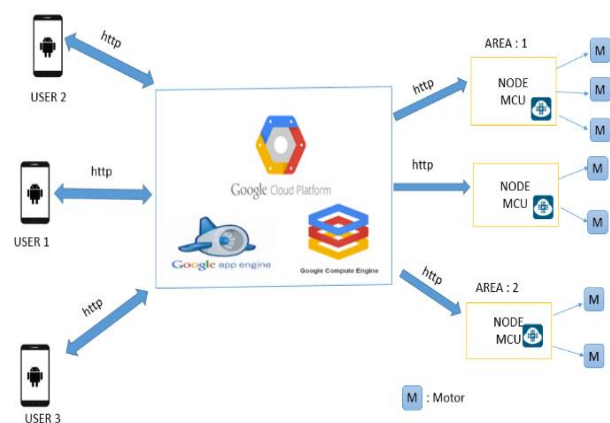 http
USER 2
http
USER 1
http
USER 3
Google Cloud Platform
Google app engine
Google Compute Engine
http
AREA : 1
NODE
MCU
M
M
M
http
NODE
MCU
M
M
http
AREA : 2
NODE
MCU
M
M
M : Motor